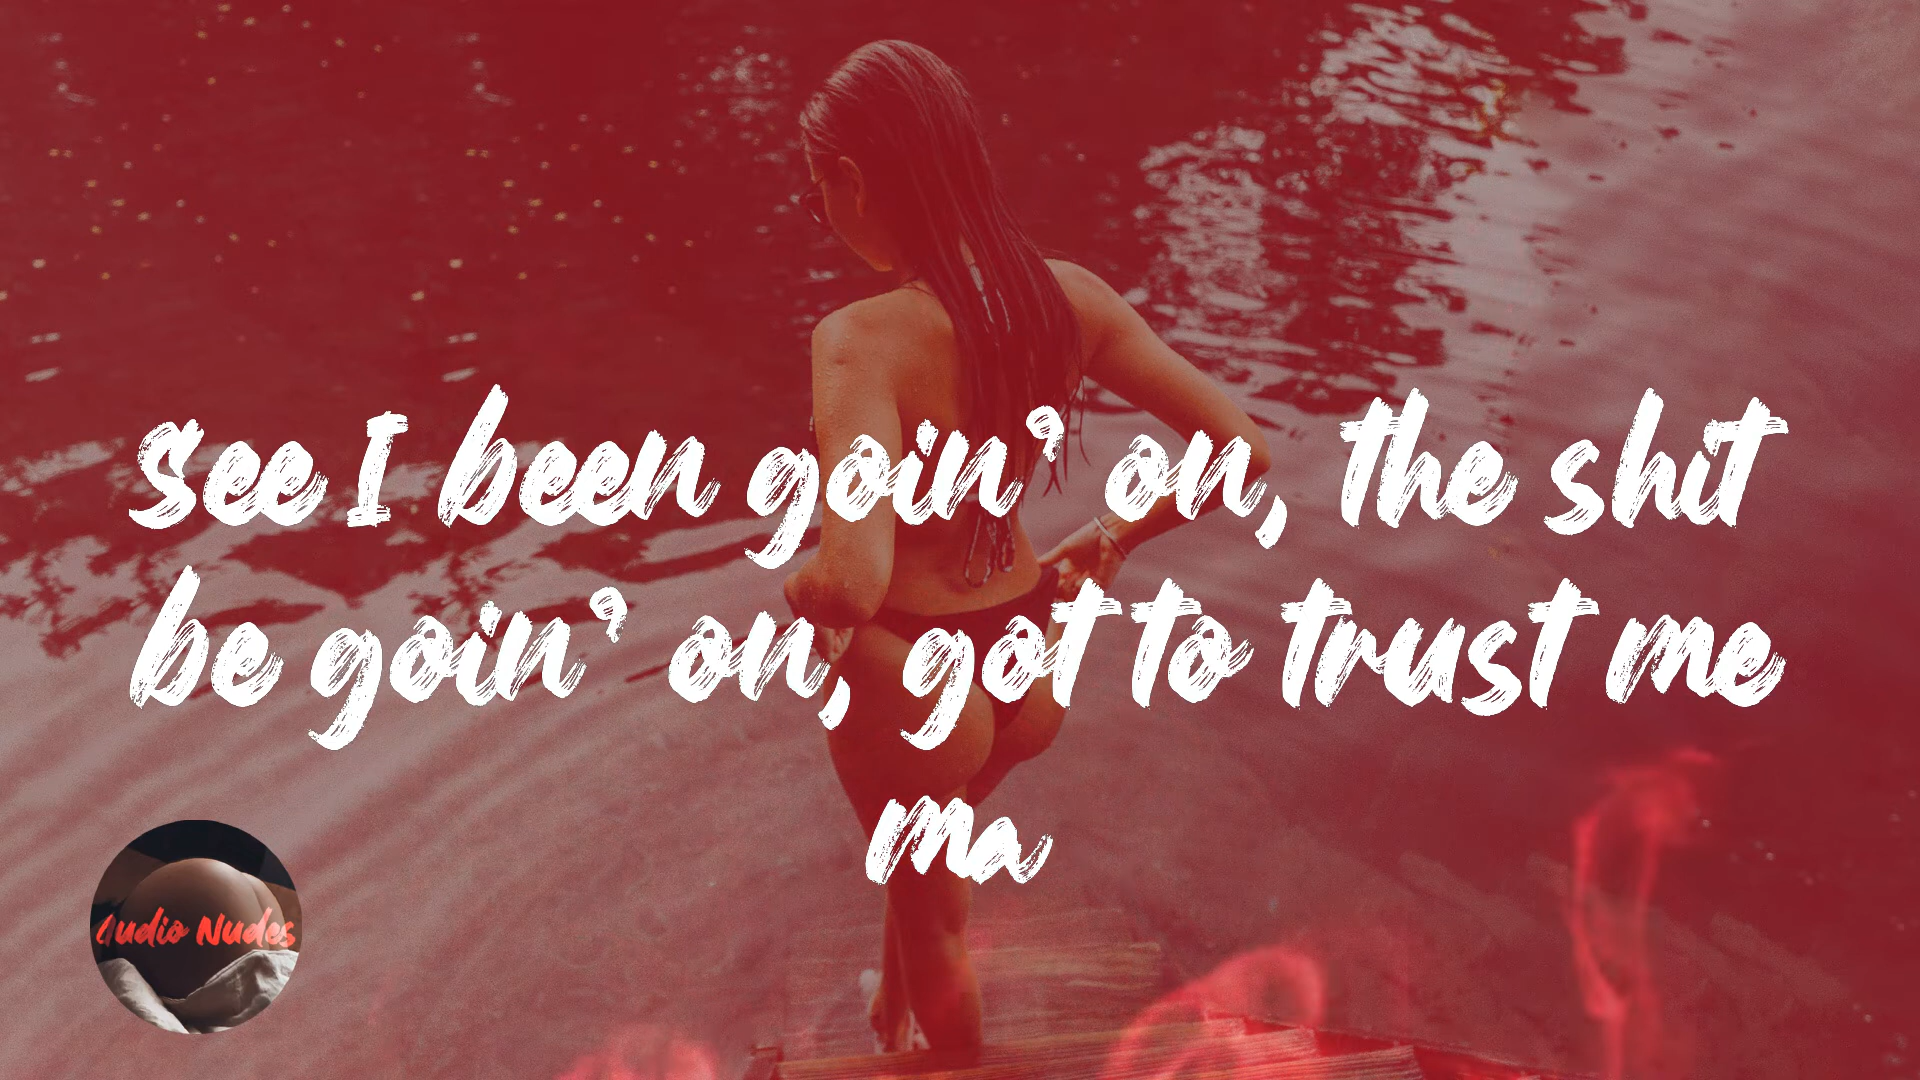 See I been goin' on, the shit
be goin' on, got to trust me
ma
Audio Nudes